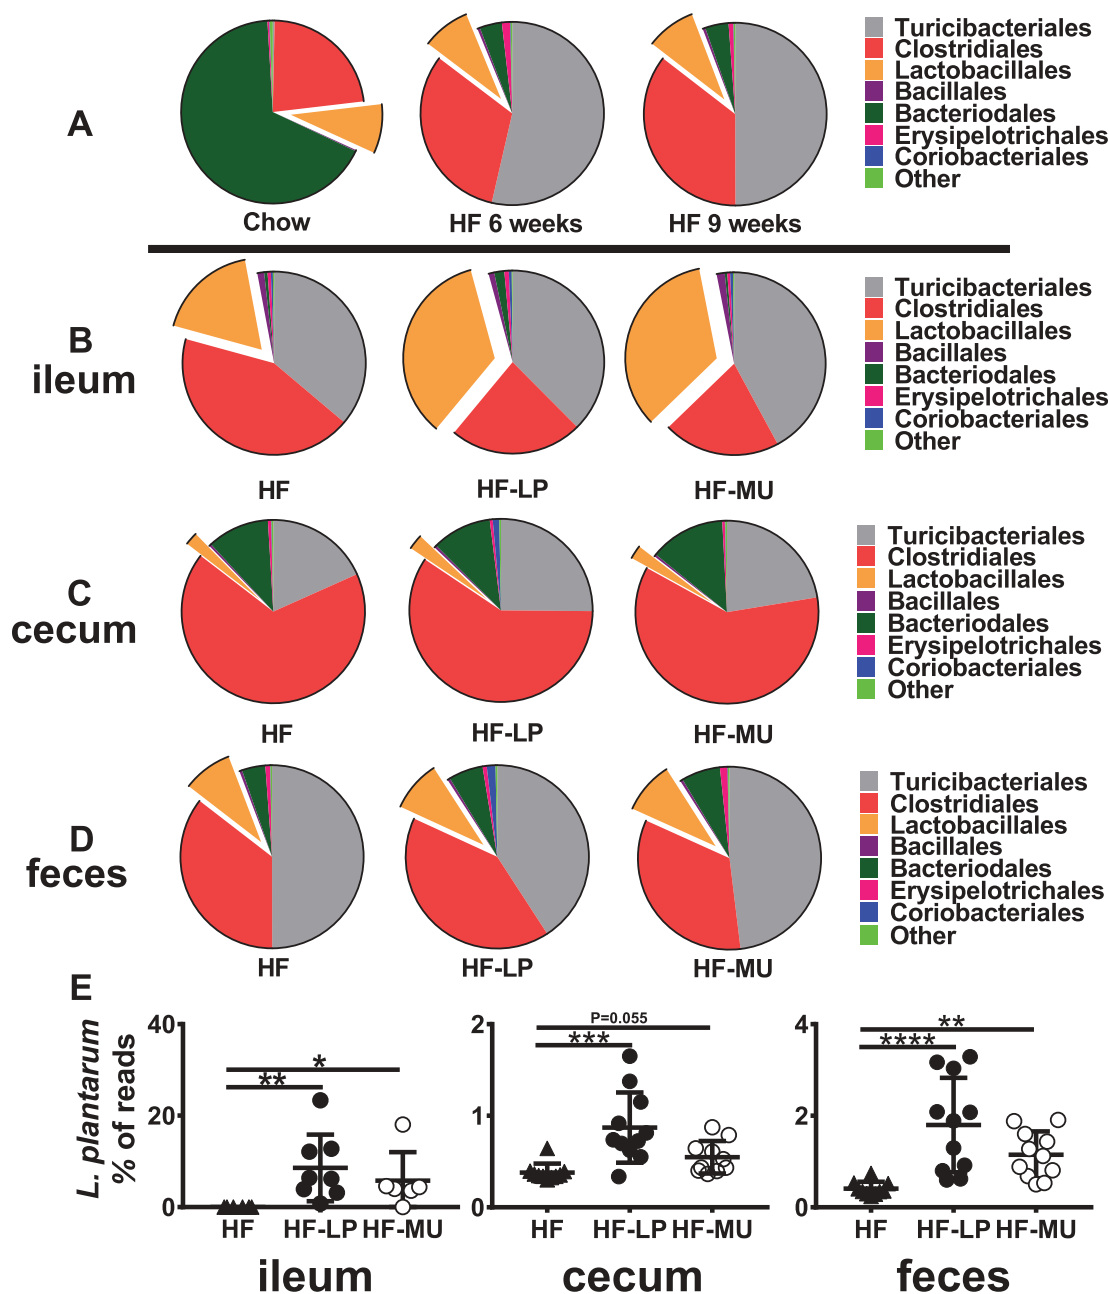 A
Chow
HF 6 weeks
HF 9 weeks
Turicibacteriales
Clostridiales
Lactobacillales
Bacillales
Bacteriodales
Erysipelotrichales
Coriobacteriales
Other
B
ileum
HF
HF-LP
HF-MU
Turicibacteriales
Clostridiales
Lactobacillales
Bacillales
Bacteriodales
Erysipelotrichales
Coriobacteriales
Other
C
cecum
HF
HF-LP
HF-MU
Turicibacteriales
Clostridiales
Lactobacillales
Bacillales
Bacteriodales
Erysipelotrichales
Coriobacteriales
Other
D
feces
HF
HF-LP
HF-MU
Turicibacteriales
Clostridiales
Lactobacillales
Bacillales
Bacteriodales
Erysipelotrichales
Coriobacteriales
Other
E
L. plantarum
% of reads
40
20
0
*
**
HF
HF-LP
HF-MU
ileum
2
1
0
P=0.055
***
HF
HF-LP
HF-MU
cecum
4
2
0
**
****
HF
HF-LP
HF-MU
feces